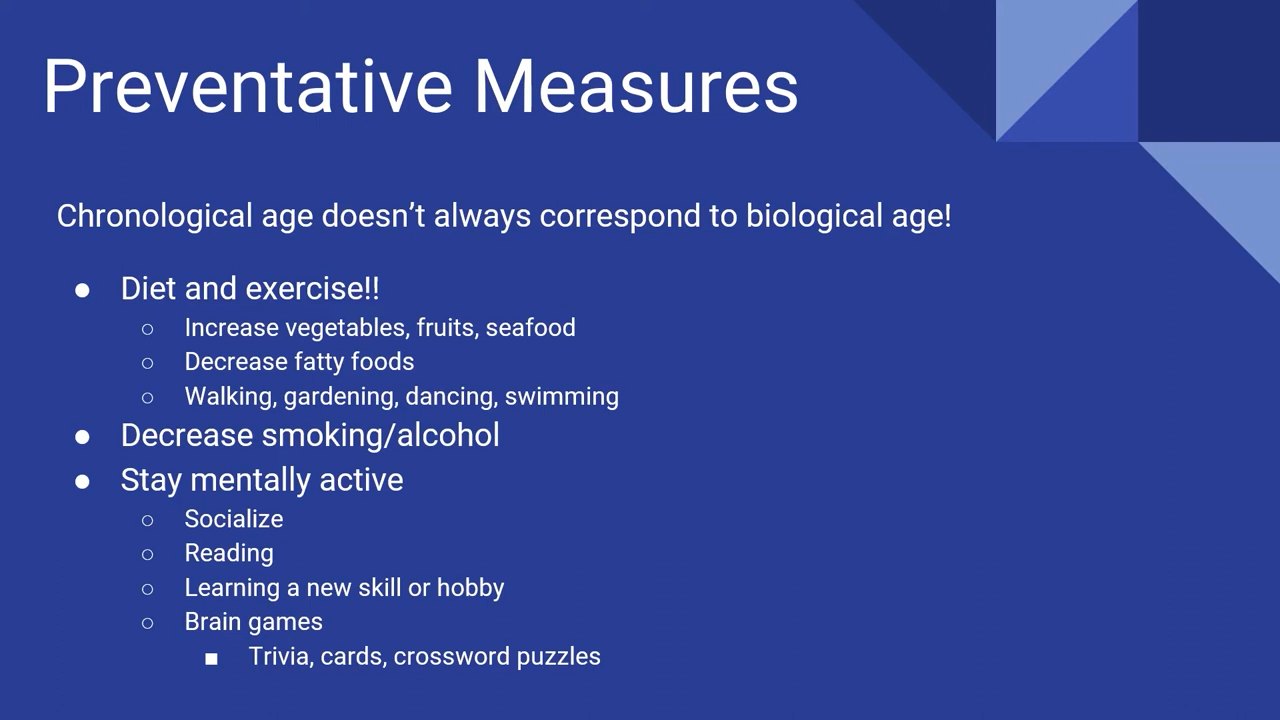 Preventative Measures
Chronological age doesn’t always correspond to biological age!
● Diet and exercise!!
○ Increase vegetables, fruits, seafood
○ Decrease fatty foods
○ Walking, gardening, dancing, swimming
● Decrease smoking/alcohol
● Stay mentally active
○ Socialize
○ Reading
○ Learning a new skill or hobby
○ Brain games
■ Trivia, cards, crossword puzzles